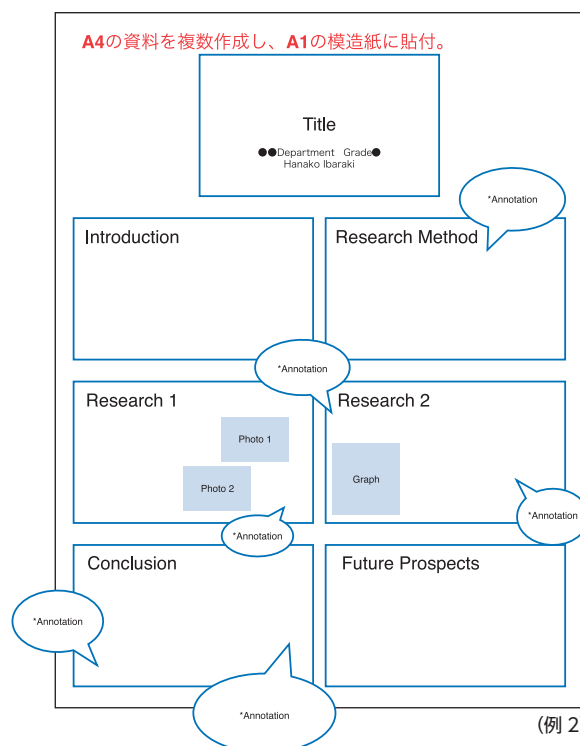 A4の資料を複数作成し、A1の模造紙に貼付。
Title
●●Department Grade●
Hanako Ibaraki
*Annotation
Introduction
Research Method
*Annotation
Research 1
Research 2
Photo 1
Photo 2
Graph
*Annotation
*Annotation
Conclusion
Future Prospects
*Annotation
*Annotation
(例 2